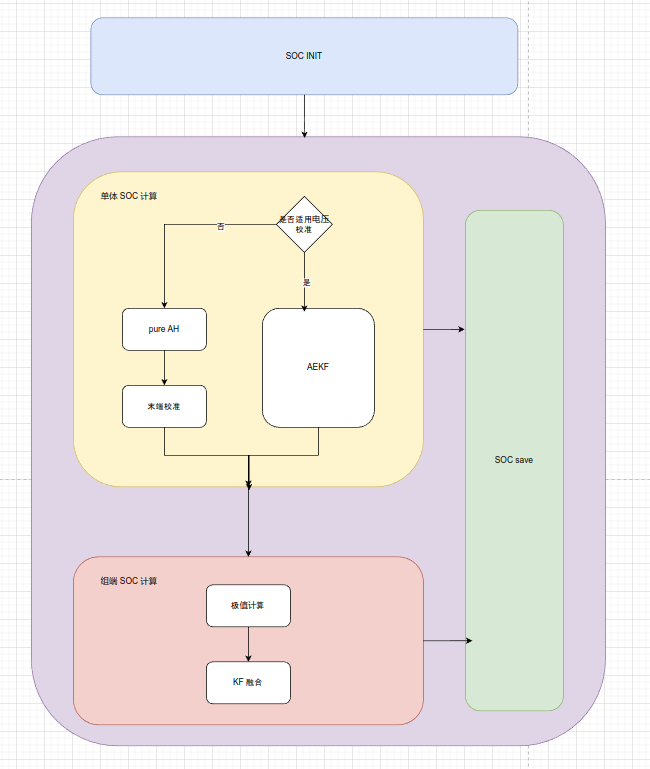 SOC INIT
单体 SOC 计算
是否适用电压
校准
否
是
pure AH
AEKF
末端校准
SOC save
组端 SOC 计算
极值计算
KF 融合